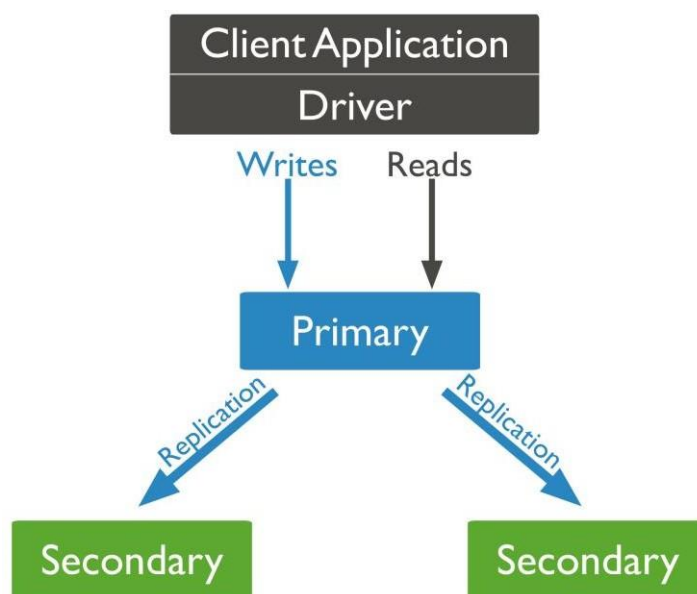 Client Application
Driver
Writes
Reads
Primary
Replication
Replication
Secondary
Secondary